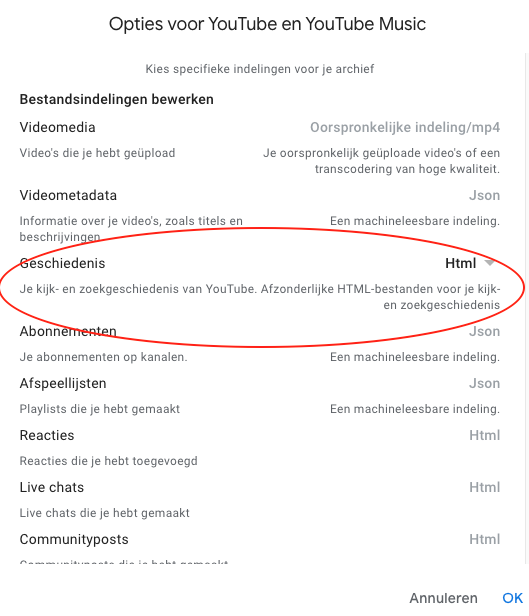 Opties voor YouTube en YouTube Music
Kies specifieke indelingen voor je archief
Bestandsindelingen bewerken
Videomedia Oorspronkelijke indeling/mp4
Video's die je hebt geüpload Je oorspronkelijk geüploade video's of een
transcodering van hoge kwaliteit.
Videometadata Json
Informatie over je video's, zoals titels en Een machineleesbare indeling.
beschrijvingen
Geschiedenis Html
Je kijk- en zoekgeschiedenis van YouTube. Afzonderlijke HTML-bestanden voor je kijk-
en zoekgeschiedenis
Abonnementen Json
Je abonnementen op kanalen. Een machineleesbare indeling.
Afspeellijsten Json
Playlists die je hebt gemaakt Een machineleesbare indeling.
Reacties Html
Reacties die je hebt toegevoegd
Live chats Html
Live chats die je hebt gemaakt
Communityposts Html
Communityposts die je hebt gemaakt
Annuleren OK